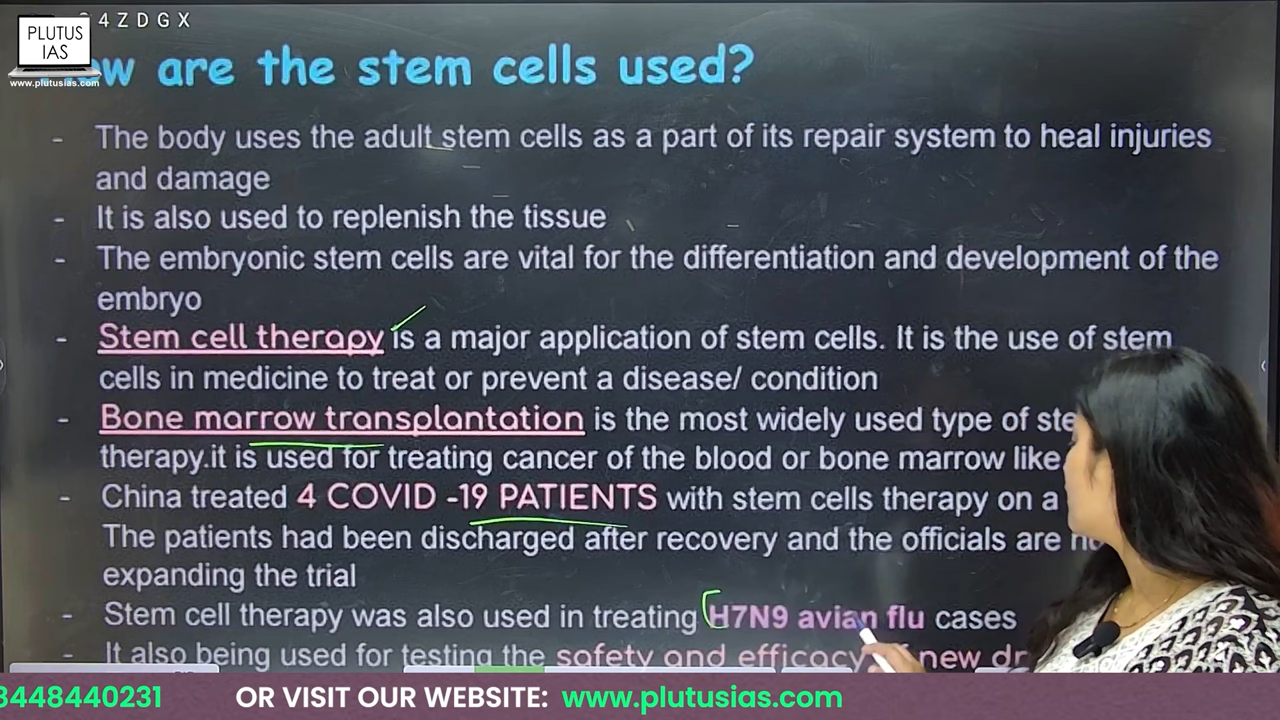 4 Z D G X
PLUTUS
IAS
www.plutusias.com
are the stem cells used?
- The body uses the adult stem cells as a part of its repair system to heal injuries
and damage
- It is also used to replenish the tissue
- The embryonic stem cells are vital for the differentiation and development of the
embryo
- Stem cell therapy is a major application of stem cells. It is the use of stem
cells in medicine to treat or prevent a disease/ condition
- Bone marrow transplantation is the most widely used type of
therapy.it is used for treating cancer of the blood or bone marrow like
- China treated 4 COVID -19 PATIENTS with stem cells therapy on a
The patients had been discharged after recovery and the officials are
expanding the trial
- Stem cell therapy was also used in treating H7N9 avian flu cases
- It also being used for testing the safety and efficacy new
8448440231 OR VISIT OUR WEBSITE: www.plutusias.com